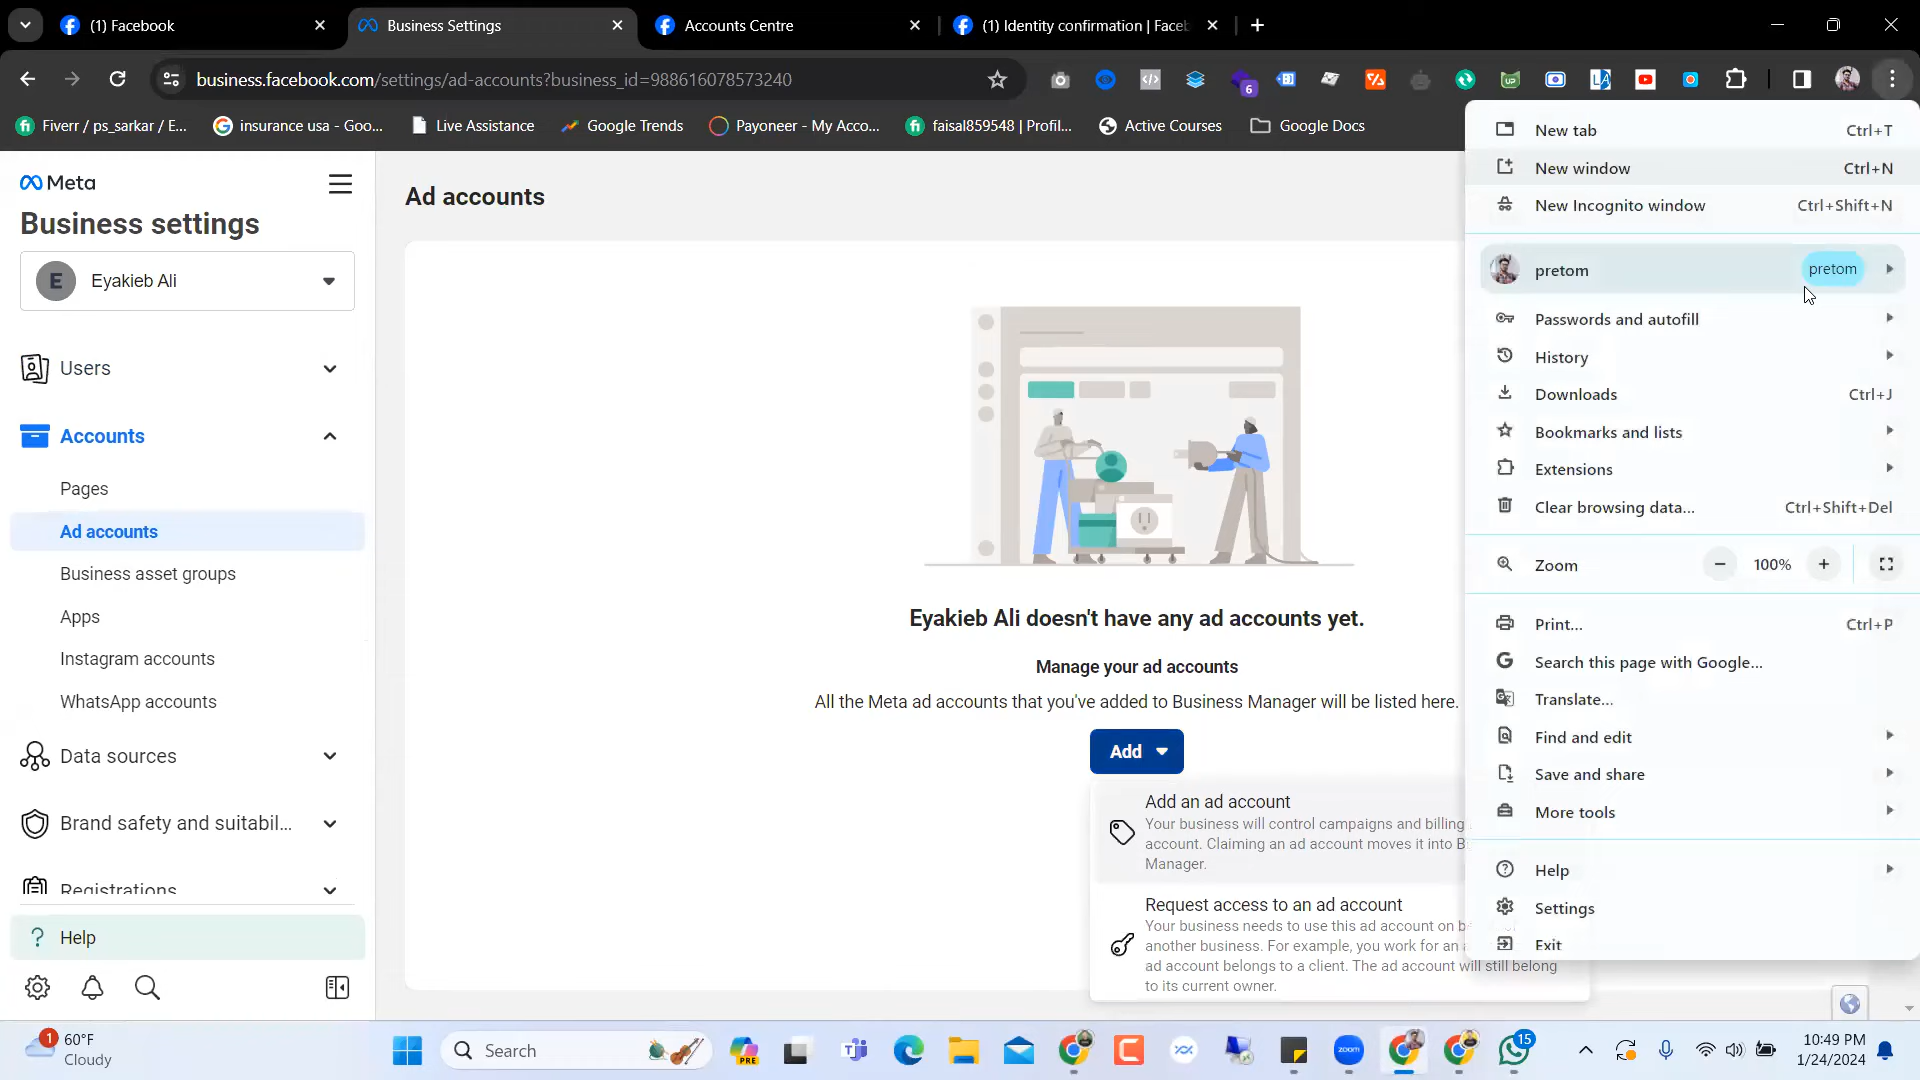 (1) Facebook
Business Settings
Accounts Centre
(1) Identity confirmation | Faceb
business.facebook.com/settings/ad-accounts?business_id=988616078573240
6
UP
LA
Fiverr / ps_sarkar / E...
insurance usa - Goo...
Live Assistance
Google Trends
Payoneer - My Acco...
faisal859548 | Profil...
Active Courses
Google Docs
Meta
Business settings
E
Eyakieb Ali
Users
Accounts
Pages
Ad accounts
Business asset groups
Apps
Instagram accounts
WhatsApp accounts
Data sources
Brand safety and suitabil...
Registrations
? Help
Ad accounts
Eyakieb Ali doesn't have any ad accounts yet.
Manage your ad accounts
All the Meta ad accounts that you've added to Business Manager will be listed here.
Add
Add an ad account
Your business will control campaigns and billing
account. Claiming an ad account moves it into B
Manager.
Request access to an ad account
Your business needs to use this ad account on b
another business. For example, you work for an a
ad account belongs to a client. The ad account will still belong
to its current owner.
New tab Ctrl+T
New window Ctrl+N
New Incognito window Ctrl+Shift+N
pretom pretom
Passwords and autofill
History
Downloads Ctrl+J
Bookmarks and lists
Extensions
Clear browsing data... Ctrl+Shift+Del
Zoom − 100% +
Print... Ctrl+P
Search this page with Google...
Translate...
Find and edit
Save and share
More tools
Help
Settings
Exit
1
60°F
Cloudy
Search
PRE
zoom
15
10:49 PM
1/24/2024